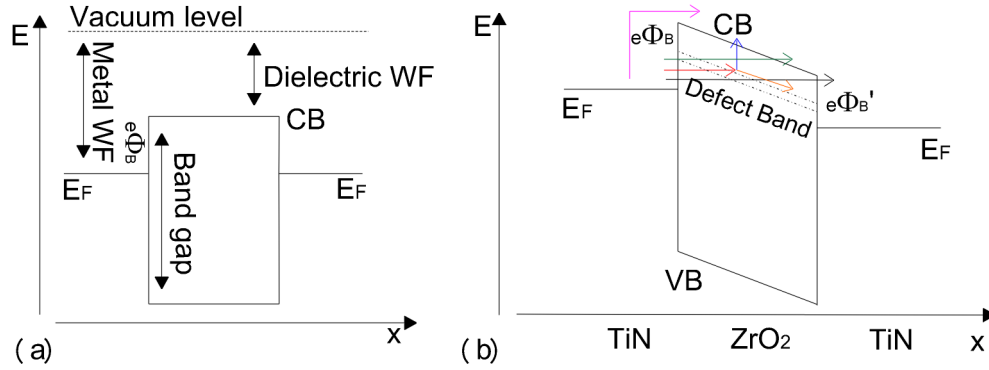 Vacuum level
E
Metal WF
Dielectric WF
CB
eΦB
EF
EF
Band gap
x
(a)
E
eΦB
CB
EF
Defect Band
eΦB'
EF
VB
TiN
ZrO2
TiN
x
(b)